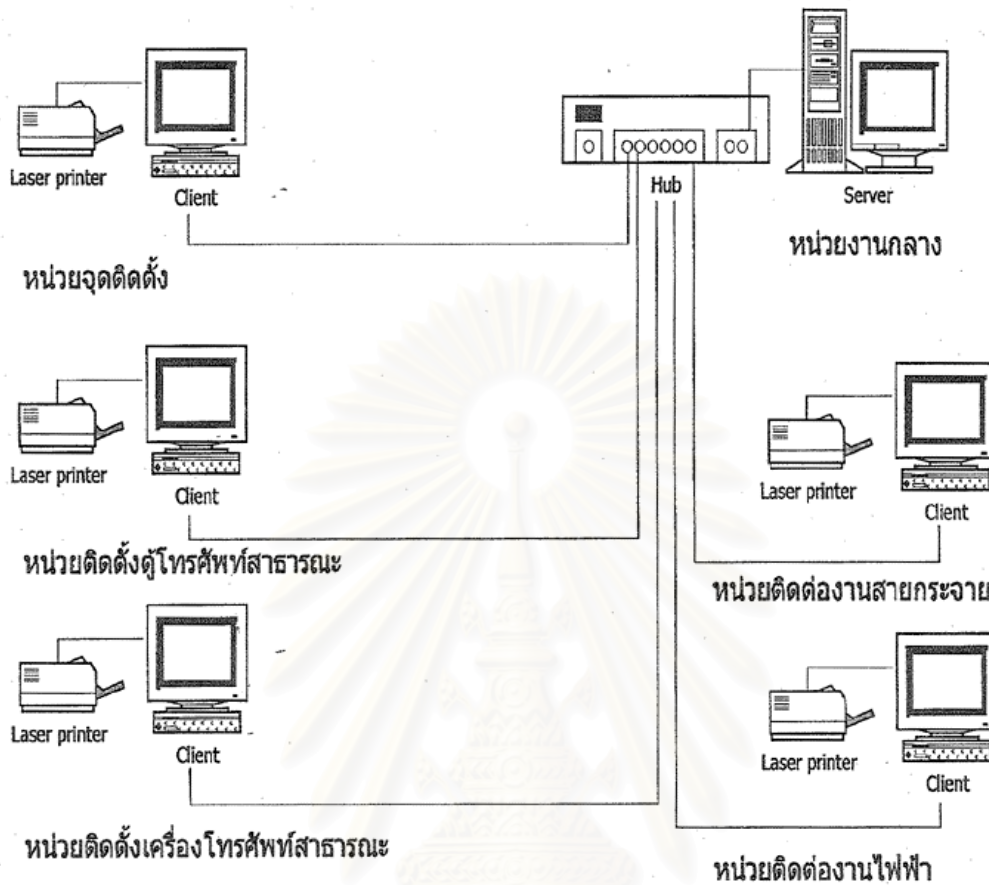 Laser printer
Client
หน่วยจุดติดตั้ง
Hub
Server
หน่วยงานกลาง
Laser printer
Client
หน่วยติดตั้งตู้โทรศัพท์สาธารณะ
Laser printer
Client
หน่วยติดต่องานสายกระจาย
Laser printer
Client
หน่วยติดตั้งเครื่องโทรศัพท์สาธารณะ
Laser printer
Client
หน่วยติดต่องานไฟฟ้า